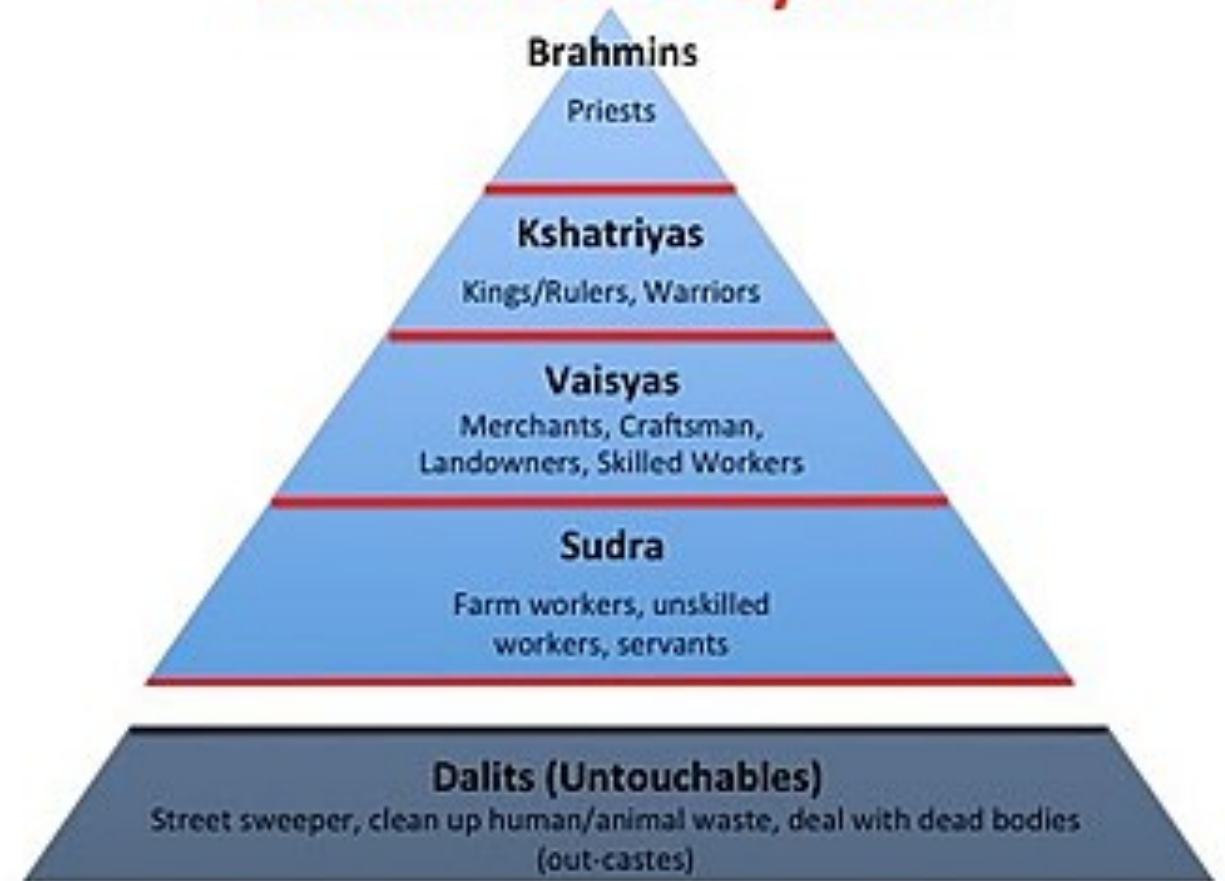 Brahmins
Priests
Kshatriyas
Kings/Rulers, Warriors
Vaisyas
Merchants, Craftsman,
Landowners, Skilled Workers
Sudra
Farm workers, unskilled
workers, servants
Dalits (Untouchables)
Street sweeper, clean up human/animal waste, deal with dead bodies
(out-castes)